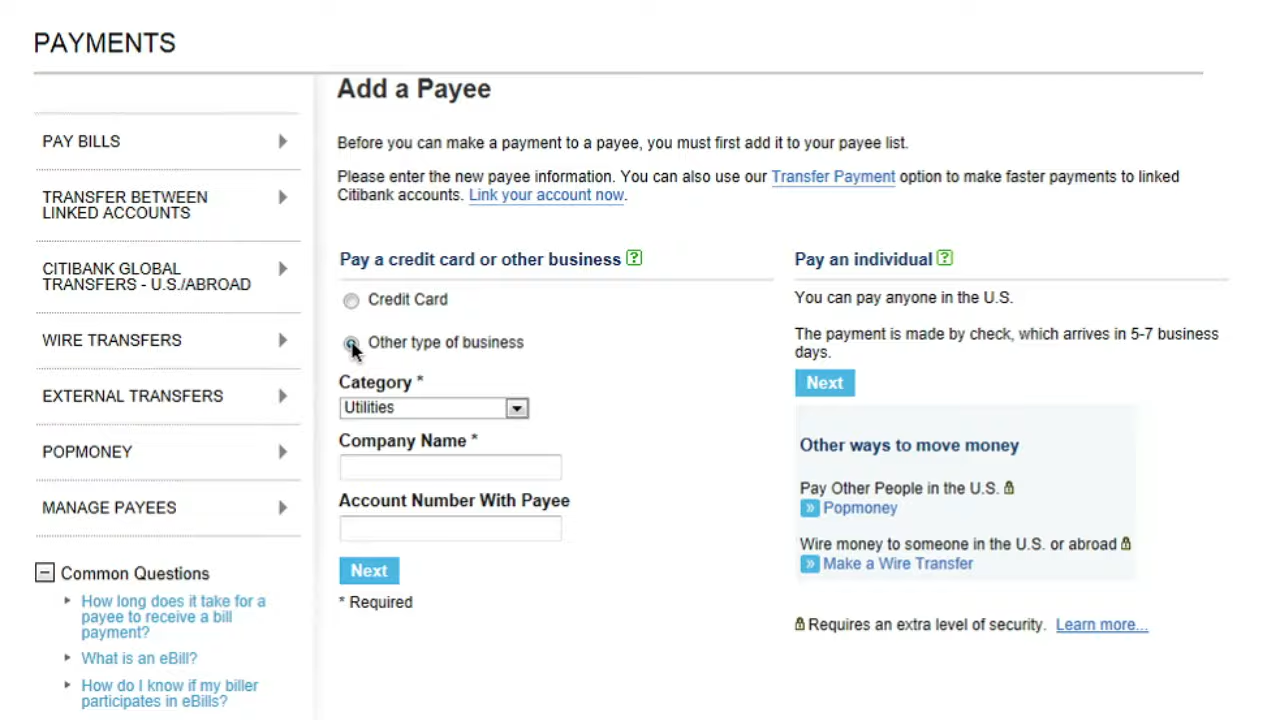 PAYMENTS
Add a Payee
PAY BILLS
TRANSFER BETWEEN
LINKED ACCOUNTS
CITIBANK GLOBAL
TRANSFERS - U.S./ABROAD
WIRE TRANSFERS
EXTERNAL TRANSFERS
POPMONEY
MANAGE PAYEES
Common Questions
How long does it take for a
payee to receive a bill
payment?
What is an eBill?
How do I know if my biller
participates in eBills?
Before you can make a payment to a payee, you must first add it to your payee list.
Please enter the new payee information. You can also use our Transfer Payment option to make faster payments to linked
Citibank accounts. Link your account now.
Pay a credit card or other business ?
Credit Card
Other type of business
Category *
Utilities
Company Name *
Account Number With Payee
Next
* Required
Pay an individual ?
You can pay anyone in the U.S.
The payment is made by check, which arrives in 5-7 business
days.
Next
Other ways to move money
Pay Other People in the U.S.
» Popmoney
Wire money to someone in the U.S. or abroad
» Make a Wire Transfer
Requires an extra level of security. Learn more...